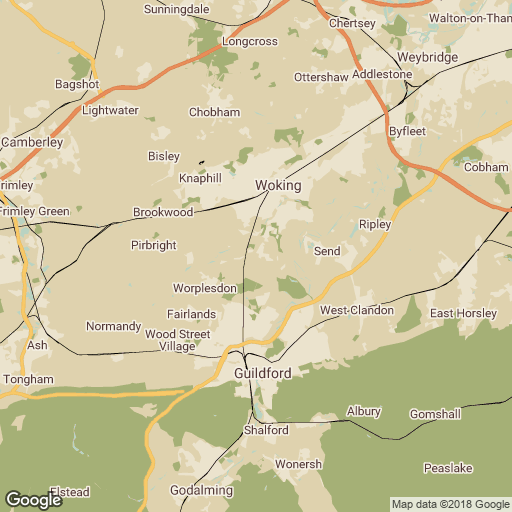 Sunningdale
Chertsey
Walton-on-Than
Longcross
Weybridge
Ottershaw
Addlestone
Bagshot
Lightwater
Chobham
Byfleet
Camberley
Bisley
Cobham
Knaphill
Woking
rimley
Frimley Green
Brookwood
Ripley
Pirbright
Send
Worplesdon
Fairlands
West Clandon
East Horsley
Normandy
Wood Street
Village
Ash
Guildford
Tongham
Albury
Gomshall
Shalford
Wonersh
Peaslake
Elstead
Godalming
Google
Map data ©2018 Google